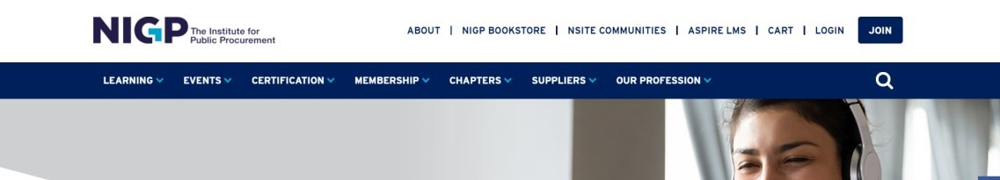 NIGP The Institute for
Public Procurement
ABOUT | NIGP BOOKSTORE | NSITE COMMUNITIES | ASPIRE LMS | CART | LOGIN JOIN
LEARNING EVENTS CERTIFICATION MEMBERSHIP CHAPTERS SUPPLIERS OUR PROFESSION